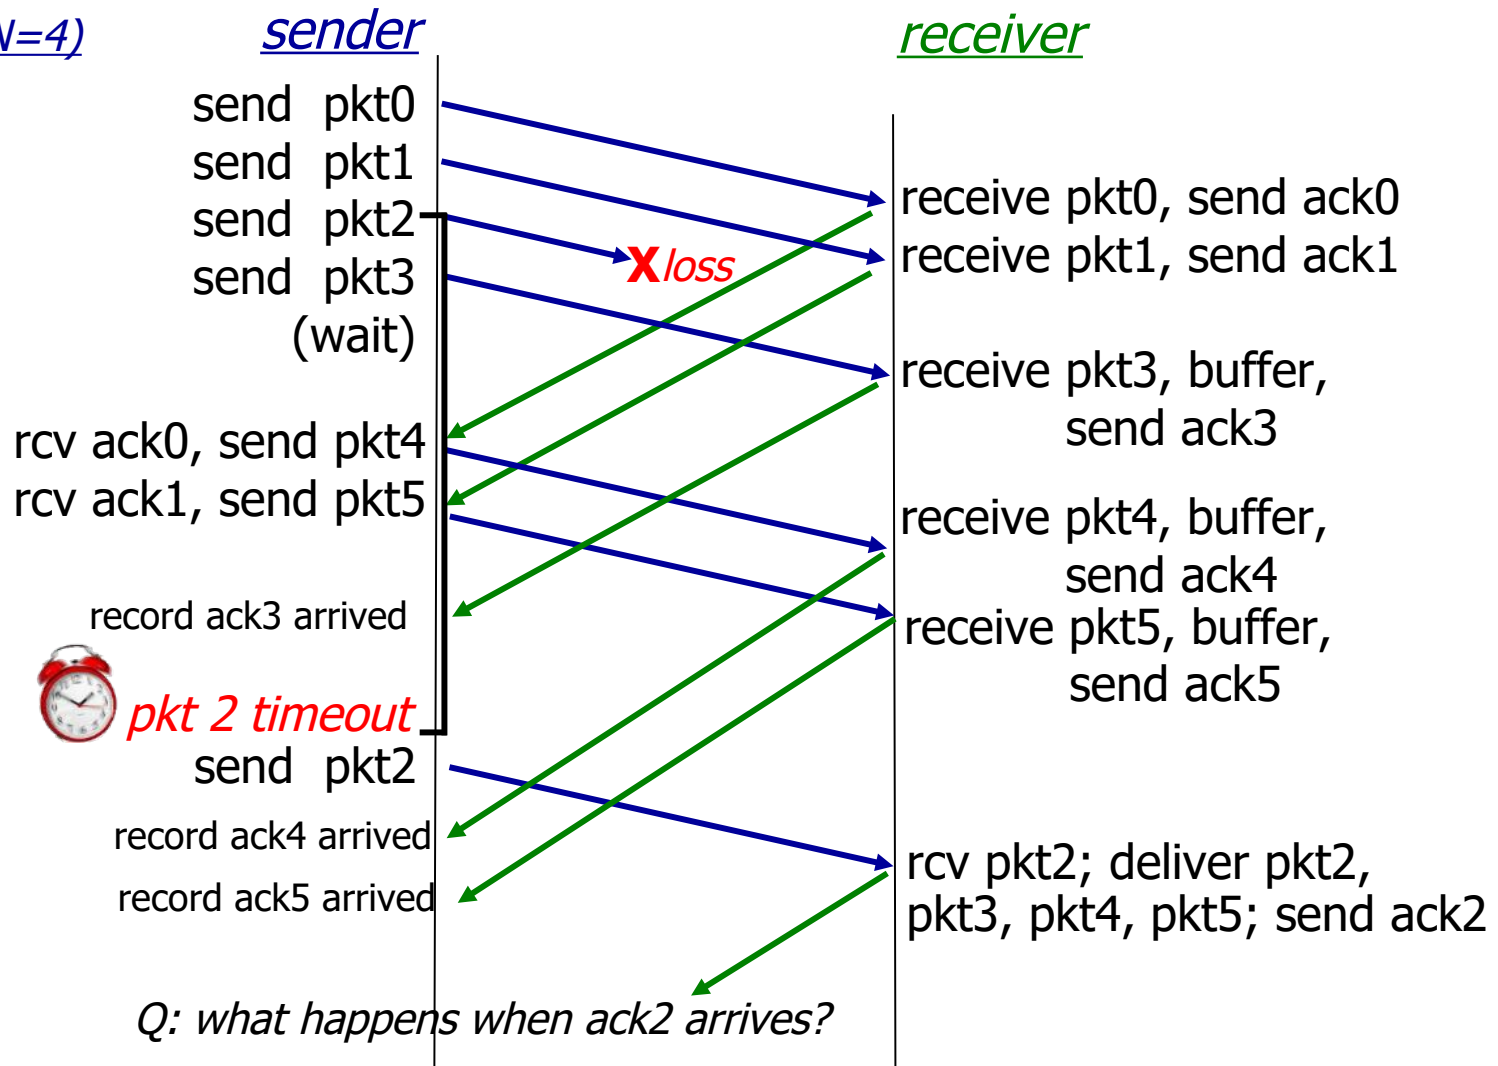 N=4)
sender
receiver
send pkt0
send pkt1
send pkt2
send pkt3
(wait)
X loss
receive pkt0, send ack0
receive pkt1, send ack1
receive pkt3, buffer,
send ack3
rcv ack0, send pkt4
rcv ack1, send pkt5
receive pkt4, buffer,
send ack4
receive pkt5, buffer,
send ack5
record ack3 arrived
pkt 2 timeout
send pkt2
record ack4 arrived
record ack5 arrived
rcv pkt2; deliver pkt2,
pkt3, pkt4, pkt5; send ack2
Q: what happens when ack2 arrives?